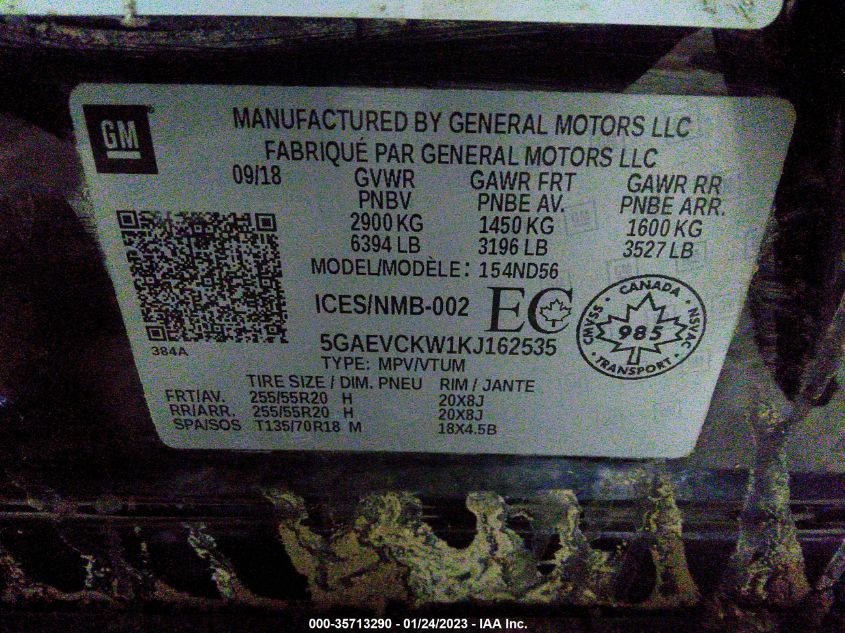 GM
MANUFACTURED BY GENERAL MOTORS LLC
FABRIQUÉ PAR GENERAL MOTORS LLC
09/18 GVWR GAWR FRT GAWR RR
PNBV PNBE AV. PNBE ARR.
2900 KG 1450 KG 1600 KG
6394 LB 3196 LB 3527 LB
MODEL/MODÈLE: 154ND56
ICES/NMB-002 EC
CANADA
CMVSS 985 NSVAC
TRANSPORT
384A
5GAEVCKW1KJ162535
TYPE: MPV/VTUM
TIRE SIZE / DIM. PNEU RIM / JANTE
FRT/AV. 255/55R20 H 20X8J
RR/ARR. 255/55R20 H 20X8J
SPA/SOS T135/70R18 M 18X4.5B
000-35713290 - 01/24/2023 - IAA Inc.